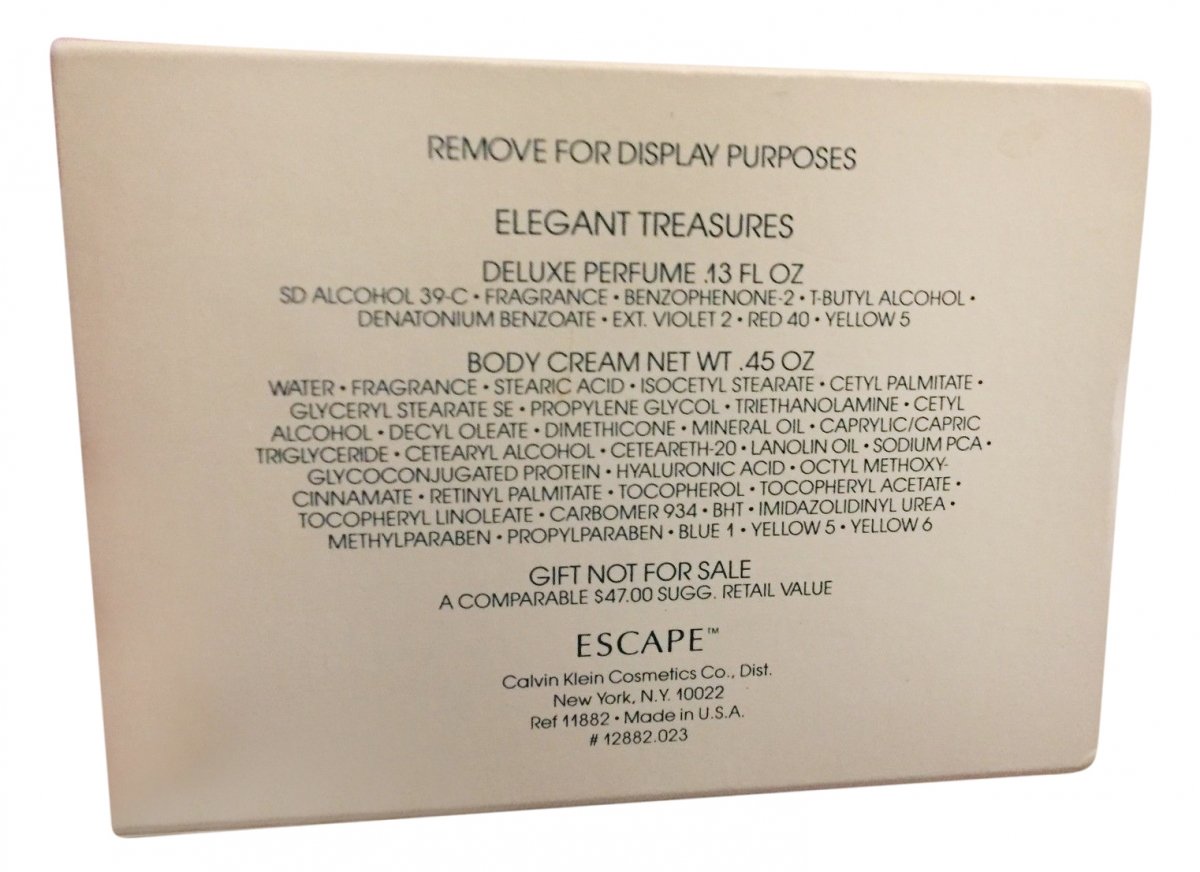 REMOVE FOR DISPLAY PURPOSES
ELEGANT TREASURES
DELUXE PERFUME .13 FL OZ
SD ALCOHOL 39-C • FRAGRANCE • BENZOPHENONE-2 • T-BUTYL ALCOHOL •
DENATONIUM BENZOATE • EXT. VIOLET 2 • RED 40 • YELLOW 5
BODY CREAM NET WT .45 OZ
WATER • FRAGRANCE • STEARIC ACID • ISOCETYL STEARATE • CETYL PALMITATE •
GLYCERYL STEARATE SE • PROPYLENE GLYCOL • TRIETHANOLAMINE • CETYL
ALCOHOL • DECYL OLEATE • DIMETHICONE • MINERAL OIL • CAPRYLIC/CAPRIC
TRIGLYCERIDE • CETEARYL ALCOHOL • CETEARETH-20 • LANOLIN OIL • SODIUM PCA •
GLYCOCONJUGATED PROTEIN • HYALURONIC ACID • OCTYL METHOXY-
CINNAMATE • RETINYL PALMITATE • TOCOPHEROL • TOCOPHERYL ACETATE •
TOCOPHERYL LINOLEATE • CARBOMER 934 • BHT • IMIDAZOLIDINYL UREA •
METHYLPARABEN • PROPYLPARABEN • BLUE 1 • YELLOW 5 • YELLOW 6
GIFT NOT FOR SALE
A COMPARABLE $47.00 SUGG. RETAIL VALUE
ESCAPE™
Calvin Klein Cosmetics Co., Dist.
New York, N.Y. 10022
Ref 11882 • Made in U.S.A.
# 12882.023